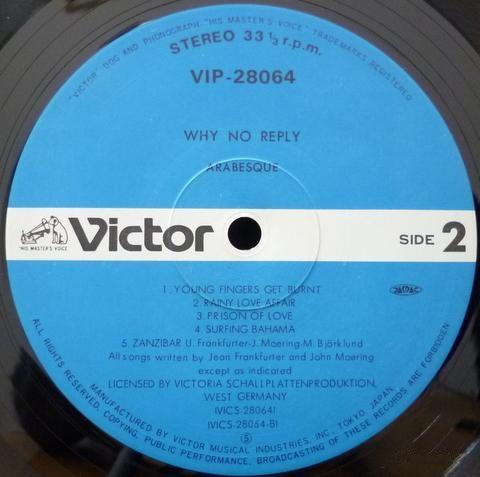 "VICTOR" DOG AND PHONOGRAPH "HIS MASTER'S VOICE" TRADEMARKS REGISTERED
STEREO 33 1/3 r.p.m.
VIP-28064
WHY NO REPLY
ARABESQUE
"HIS MASTER'S VOICE"
Victor
SIDE 2
1. YOUNG FINGERS GET BURNT
2. RAINY LOVE AFFAIR
3. PRISON OF LOVE
4. SURFING BAHAMA
5. ZANZIBAR (J. Frankfurter-J. Moering-M. Björklund
All songs written by Jean Frankfurter and John Moering
except as indicated
LICENSED BY VICTORIA SCHALLPLATTENPRODUKTION,
WEST GERMANY
(VICS-28064)
(VICS-28064-B)
Ⓢ
MANUFACTURED BY VICTOR MUSICAL INDUSTRIES, INC., TOKYO, JAPAN
ALL RIGHTS RESERVED. COPYING, PUBLIC PERFORMANCE, BROADCASTING OF THESE RECORDS ARE FORBIDDEN